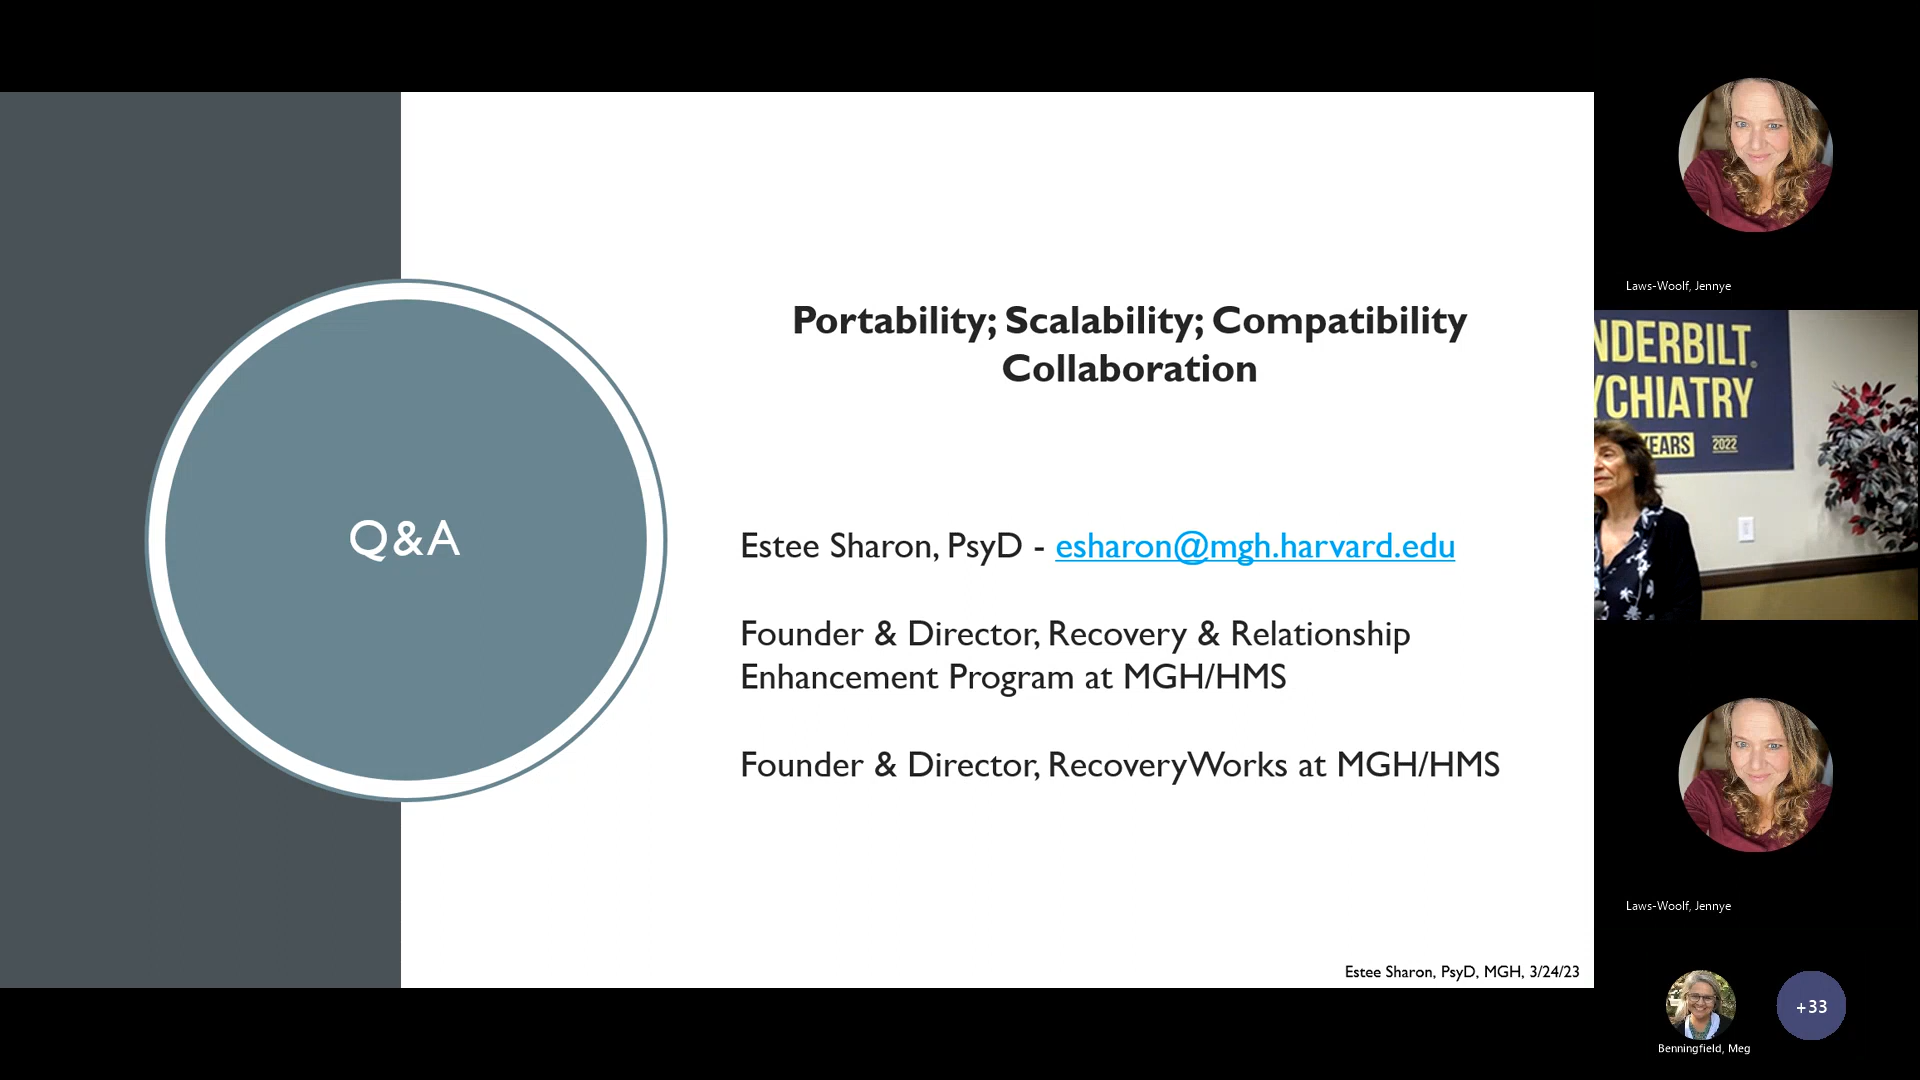 Q&A
Portability; Scalability; Compatibility
Collaboration
Estee Sharon, PsyD - esharon@mgh.harvard.edu
Founder & Director, Recovery & Relationship
Enhancement Program at MGH/HMS
Founder & Director, RecoveryWorks at MGH/HMS
Estee Sharon, PsyD, MGH, 3/24/23
Laws-Woolf, Jennye
NDERBILT
YCHIATRY
YEARS 2022
Laws-Woolf, Jennye
Benningfield, Meg
+33